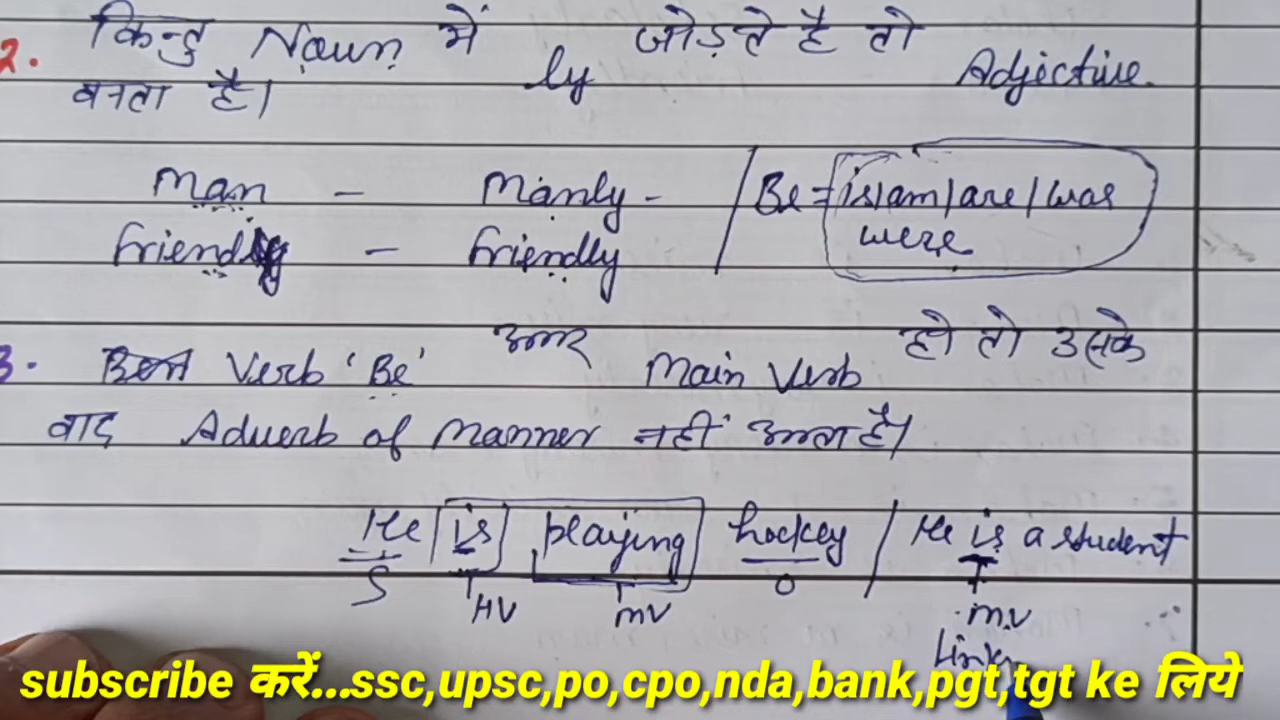 2. किन्तु Noun में ly जोड़ते है तो Adjective.
बनता है।
man - Manly - / Be = is/am/are/was
friendly - friendly were
3. Verb 'Be' अगर Main Verb हो तो उसके
बाद Adverb of manner नहीं आता है।
He is playing hockey / He is a student
S HV mv O m.v
Link
subscribe करें...ssc,upsc,po,cpo,nda,bank,pgt,tgt ke लिये